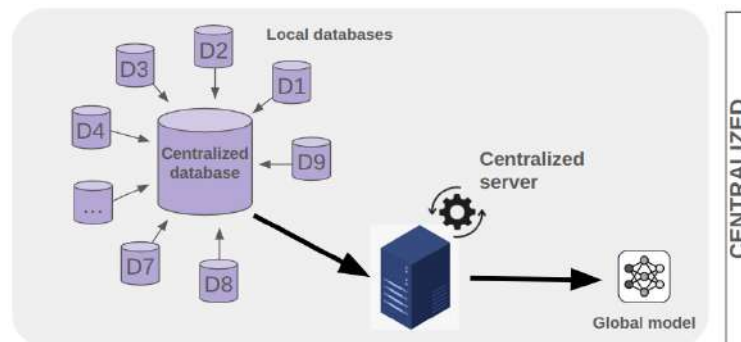 Local databases
D2
D3
D1
D4
Centralized
database
D9
...
D7
D8
Centralized
server
Global model
CENTRALIZED